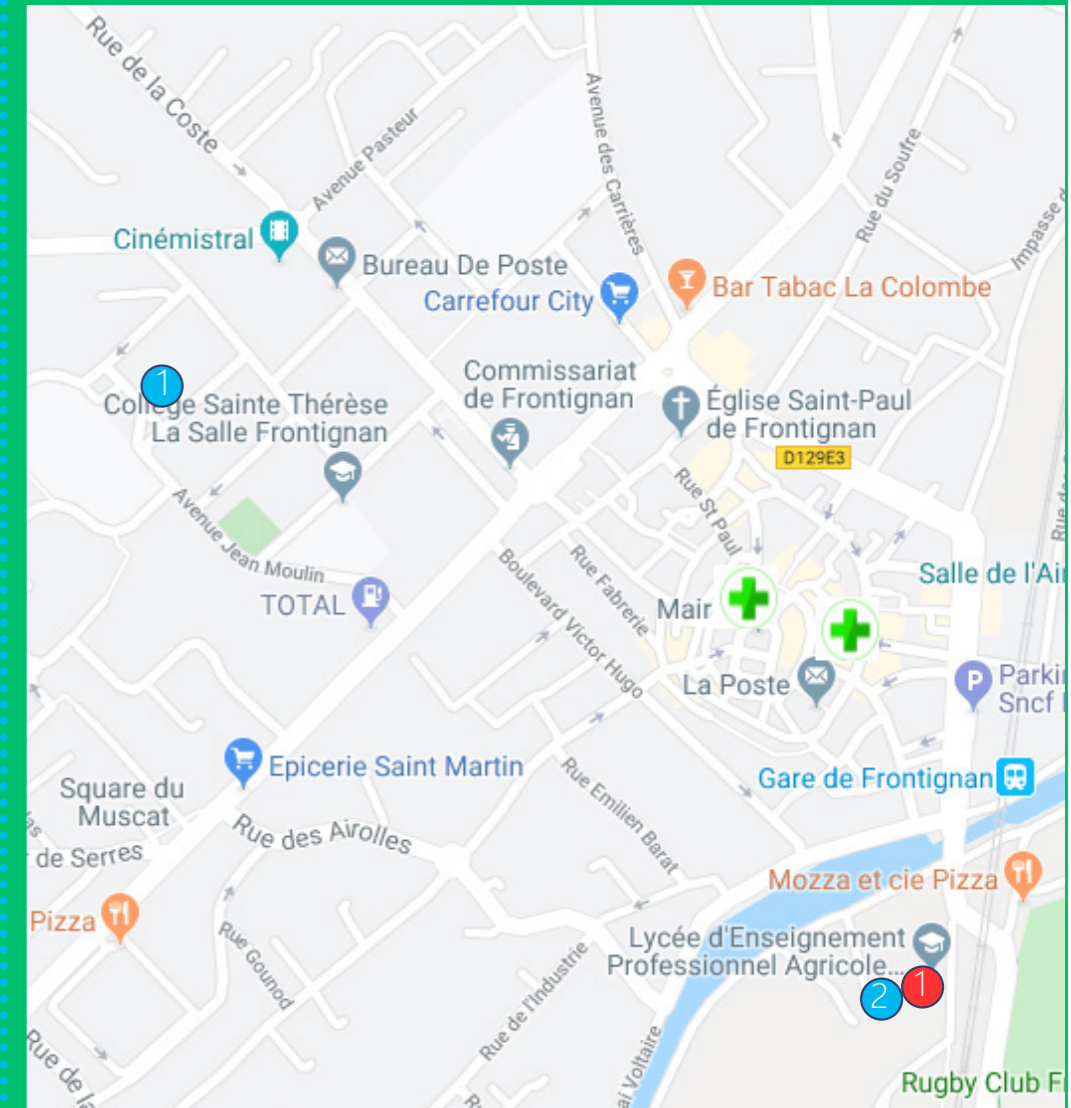 Rue de la Coste
Avenue Pasteur
Avenue des Carrières
Rue du Soufre
Impasse
Cinémistral
Bureau De Poste
Carrefour City
Bar Tabac La Colombe
1
Collège Sainte Thérèse
La Salle Frontignan
Commissariat
de Frontignan
Église Saint-Paul
de Frontignan
D129E3
Rue St Paul
Avenue Jean Moulin
TOTAL
Boulevard Victor Hugo
Rue Fabrerie
Mair
Salle de l'Air
La Poste
P
Parkin
Sncf
Epicerie Saint Martin
Gare de Frontignan
Square du
Muscat
de Serres
Rue des Airolles
Rue Emilien Barat
Mozza et cie Pizza
Pizza
Rue Gounod
Lycée d'Enseignement
Professionnel Agricole...
2
1
Rue de l'Industrie
ai Voltaire
Rue de la
Rugby Club F